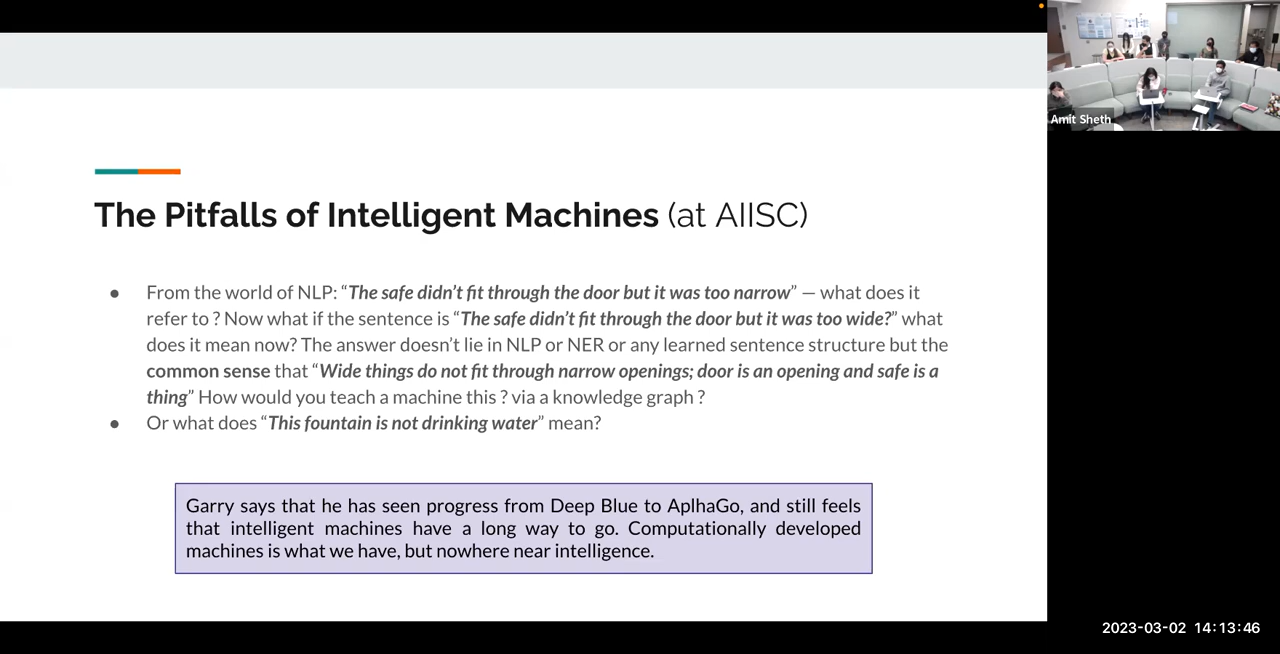 Amit Sheth
The Pitfalls of Intelligent Machines (at AIISC)
● From the world of NLP: “The safe didn’t fit through the door but it was too narrow” — what does it
refer to ? Now what if the sentence is “The safe didn’t fit through the door but it was too wide?” what
does it mean now? The answer doesn’t lie in NLP or NER or any learned sentence structure but the
common sense that “Wide things do not fit through narrow openings; door is an opening and safe is a
thing” How would you teach a machine this ? via a knowledge graph ?
● Or what does “This fountain is not drinking water” mean?
Garry says that he has seen progress from Deep Blue to AplhaGo, and still feels
that intelligent machines have a long way to go. Computationally developed
machines is what we have, but nowhere near intelligence.
2023-03-02 14:13:46